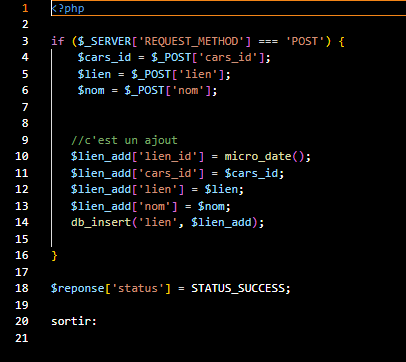 1 <?php
2
3 if ($_SERVER['REQUEST_METHOD'] === 'POST') {
4 $cars_id = $_POST['cars_id'];
5 $lien = $_POST['lien'];
6 $nom = $_POST['nom'];
7
8
9 //c'est un ajout
10 $lien_add['lien_id'] = micro_date();
11 $lien_add['cars_id'] = $cars_id;
12 $lien_add['lien'] = $lien;
13 $lien_add['nom'] = $nom;
14 db_insert('lien', $lien_add);
15
16 }
17
18 $reponse['status'] = STATUS_SUCCESS;
19
20 sortir:
21